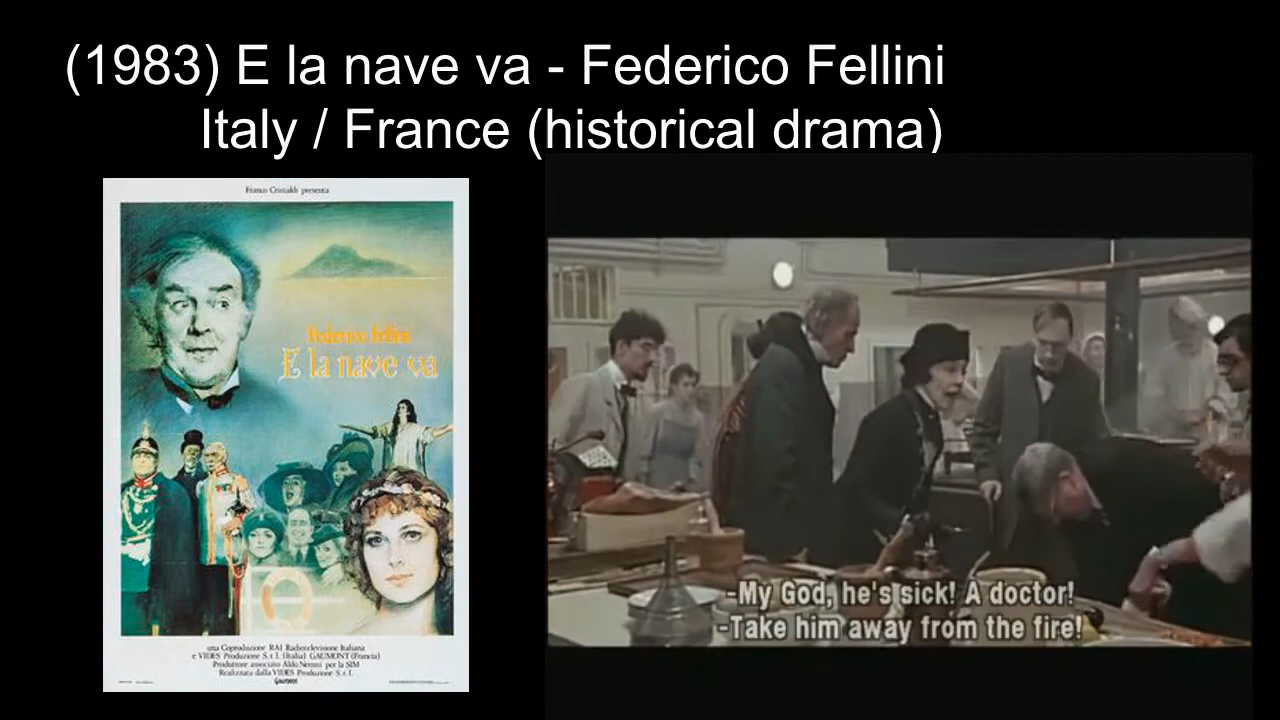 (1983) E la nave va - Federico Fellini
Italy / France (historical drama)
Franco Cristaldi presenta
Federico Fellini
E la nave va
una Coproduzione RAI Radiotelevisione Italiana
e VIDES Produzione S.r.l. (Italia) GAUMONT (Francia)
Produttore associato Aldo Nemni per la SIM
Realizzata dalla VIDES Produzione S.r.l.
GAUMONT
-My God, he's sick! A doctor!
-Take him away from the fire!